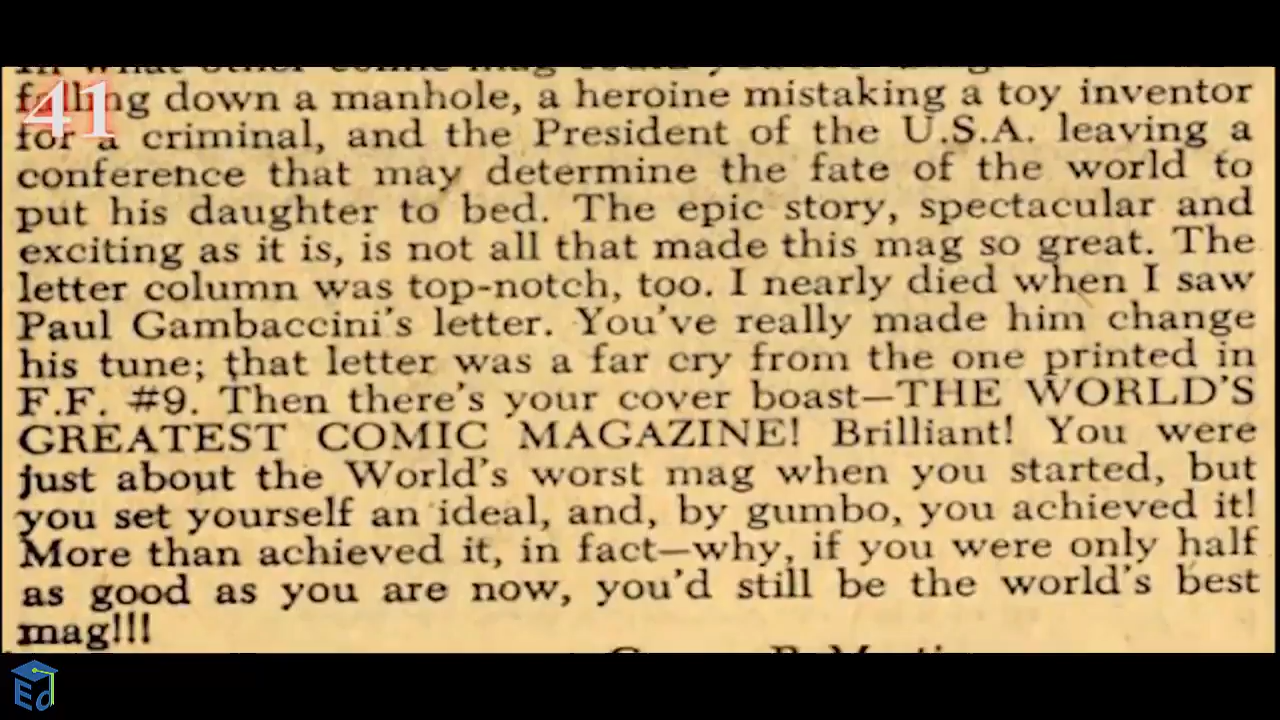 41
falling down a manhole, a heroine mistaking a toy inventor
for a criminal, and the President of the U.S.A. leaving a
conference that may determine the fate of the world to
put his daughter to bed. The epic story, spectacular and
exciting as it is, is not all that made this mag so great. The
letter column was top-notch, too. I nearly died when I saw
Paul Gambaccini's letter. You've really made him change
his tune; that letter was a far cry from the one printed in
F.F. #9. Then there's your cover boast—THE WORLD'S
GREATEST COMIC MAGAZINE! Brilliant! You were
just about the World's worst mag when you started, but
you set yourself an ideal, and, by gumbo, you achieved it!
More than achieved it, in fact—why, if you were only half
as good as you are now, you'd still be the world's best
mag!!!
Ed